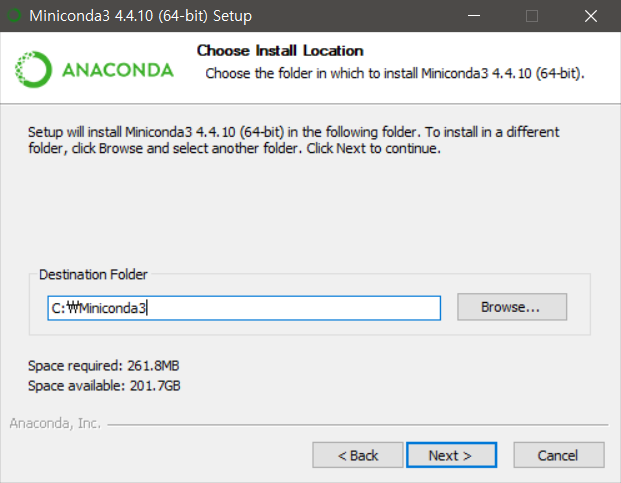 Miniconda3 4.4.10 (64-bit) Setup
ANACONDA
Choose Install Location
Choose the folder in which to install Miniconda3 4.4.10 (64-bit).
Setup will install Miniconda3 4.4.10 (64-bit) in the following folder. To install in a different
folder, click Browse and select another folder. Click Next to continue.
Destination Folder
C:₩Miniconda3
Browse...
Space required: 261.8MB
Space available: 201.7GB
Anaconda, Inc.
< Back
Next >
Cancel